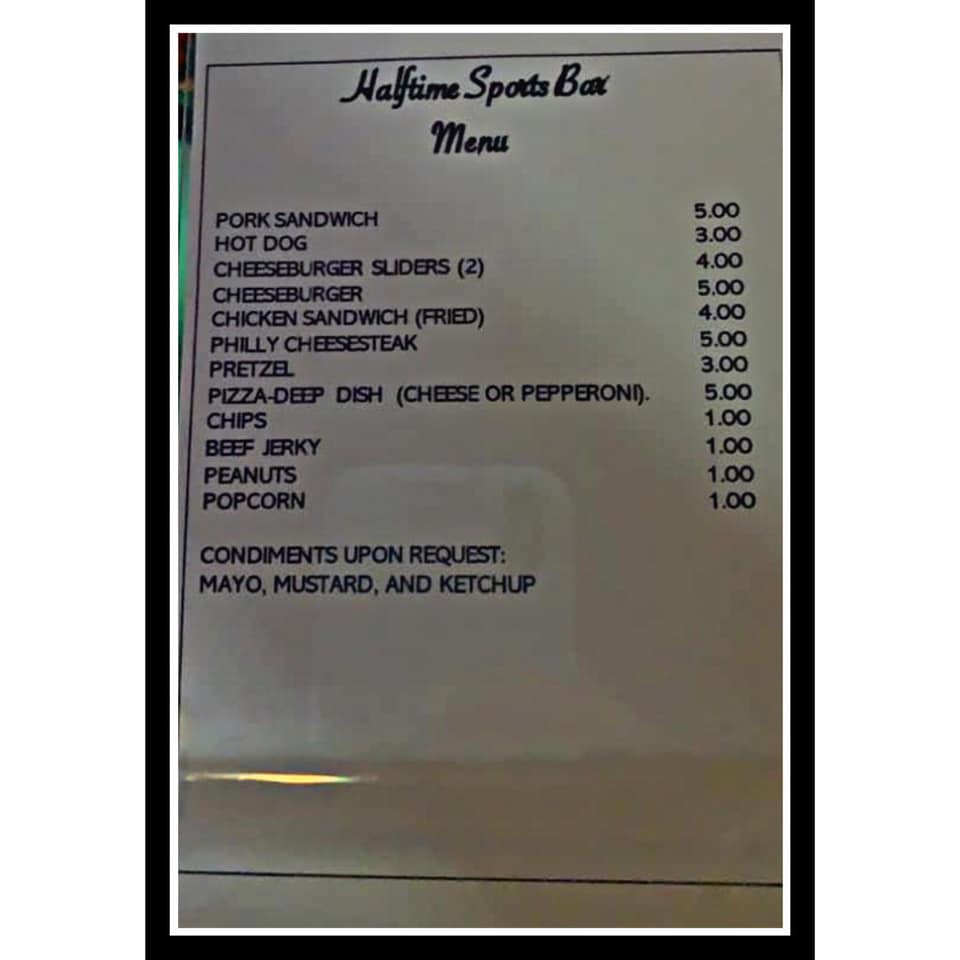 Halftime Sports Bar
Menu
PORK SANDWICH 5.00
HOT DOG 3.00
CHEESEBURGER SLIDERS (2) 4.00
CHEESEBURGER 5.00
CHICKEN SANDWICH (FRIED) 4.00
PHILLY CHEESESTEAK 5.00
PRETZEL 3.00
PIZZA-DEEP DISH (CHEESE OR PEPPERONI). 5.00
CHIPS 1.00
BEEF JERKY 1.00
PEANUTS 1.00
POPCORN 1.00
CONDIMENTS UPON REQUEST:
MAYO, MUSTARD, AND KETCHUP